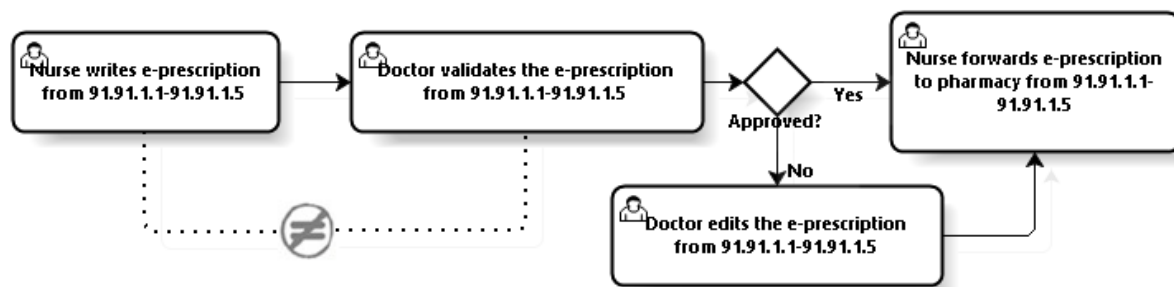 Nurse writes e-prescription
from 91.91.1.1-91.91.1.5
Doctor validates the e-prescription
from 91.91.1.1-91.91.1.5
Approved?
Yes
Nurse forwards e-prescription
to pharmacy from 91.91.1.1-
91.91.1.5
No
Doctor edits the e-prescription
from 91.91.1.1-91.91.1.5
≠